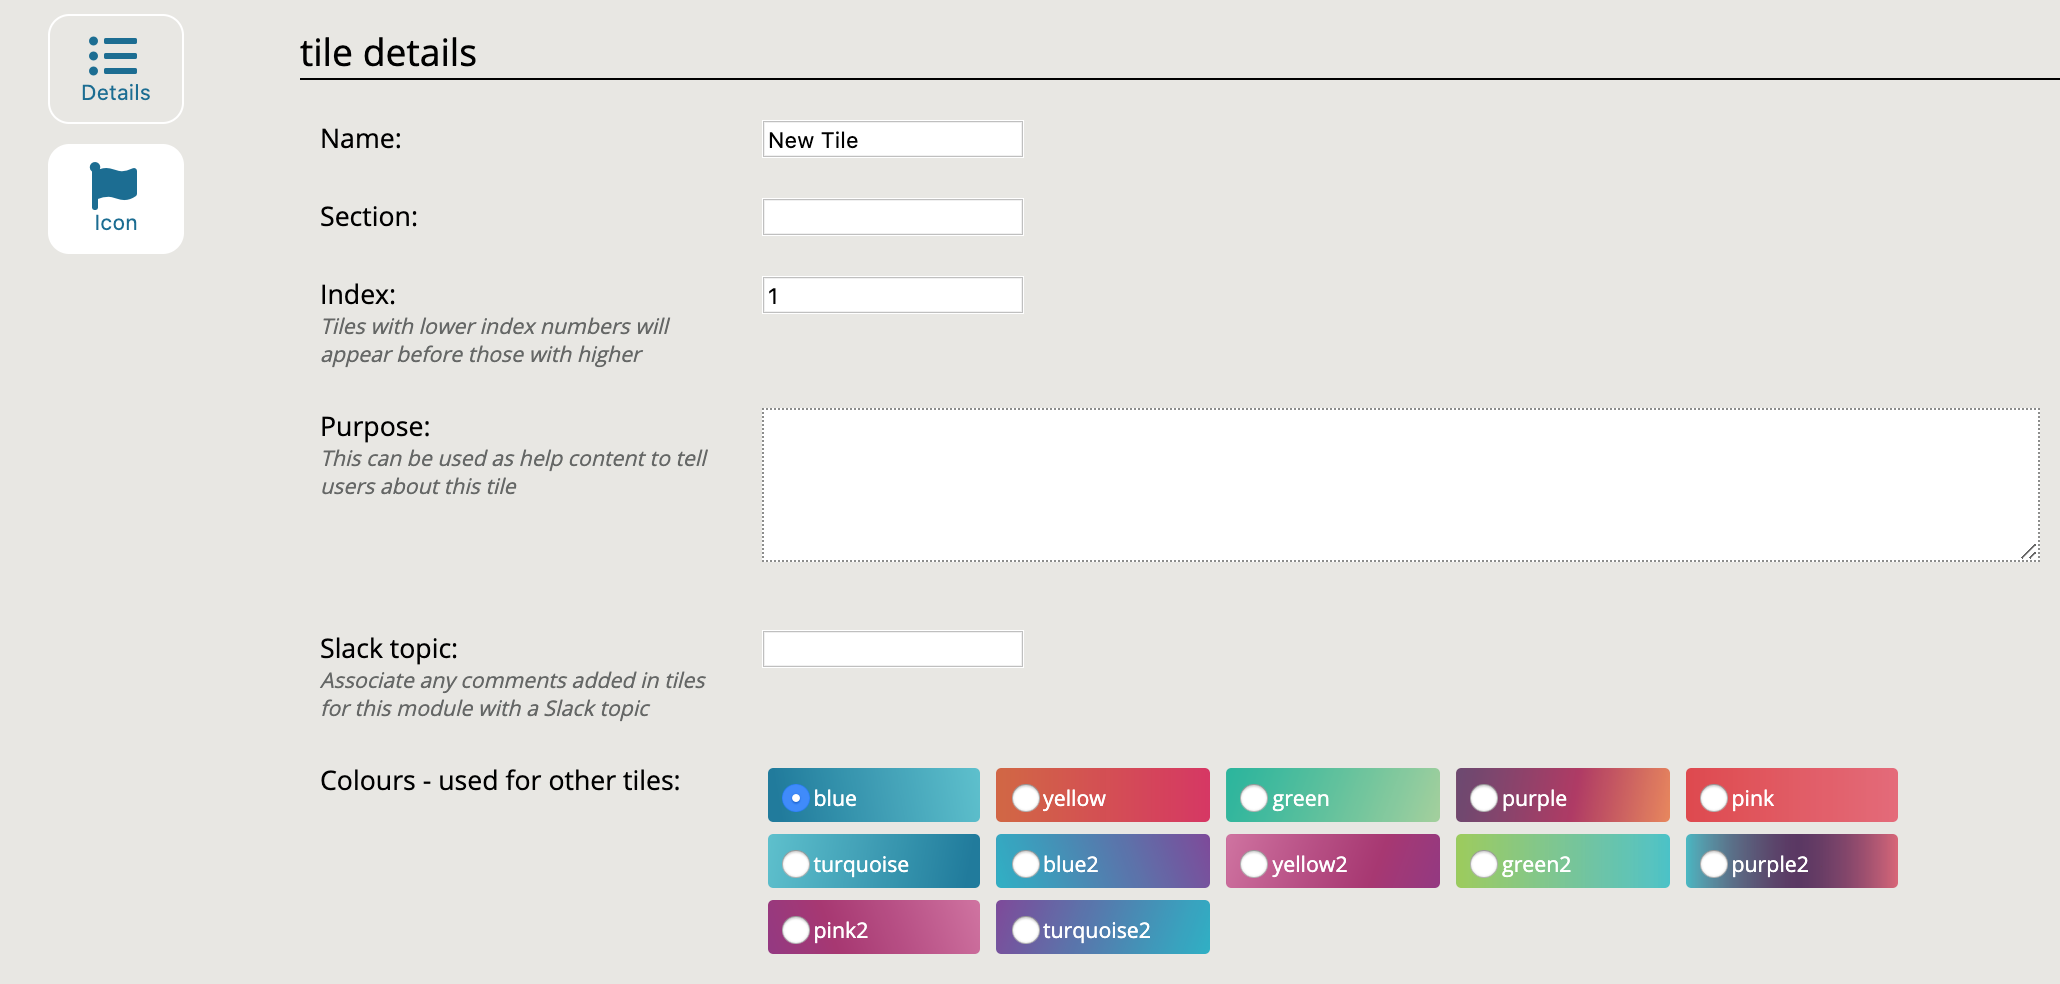 Details
Icon
tile details
Name:
New Tile
Section:
Index:
1
Tiles with lower index numbers will
appear before those with higher
Purpose:
This can be used as help content to tell
users about this tile
Slack topic:
Associate any comments added in tiles
for this module with a Slack topic
Colours - used for other tiles:
blue yellow green purple pink
turquoise blue2 yellow2 green2 purple2
pink2 turquoise2